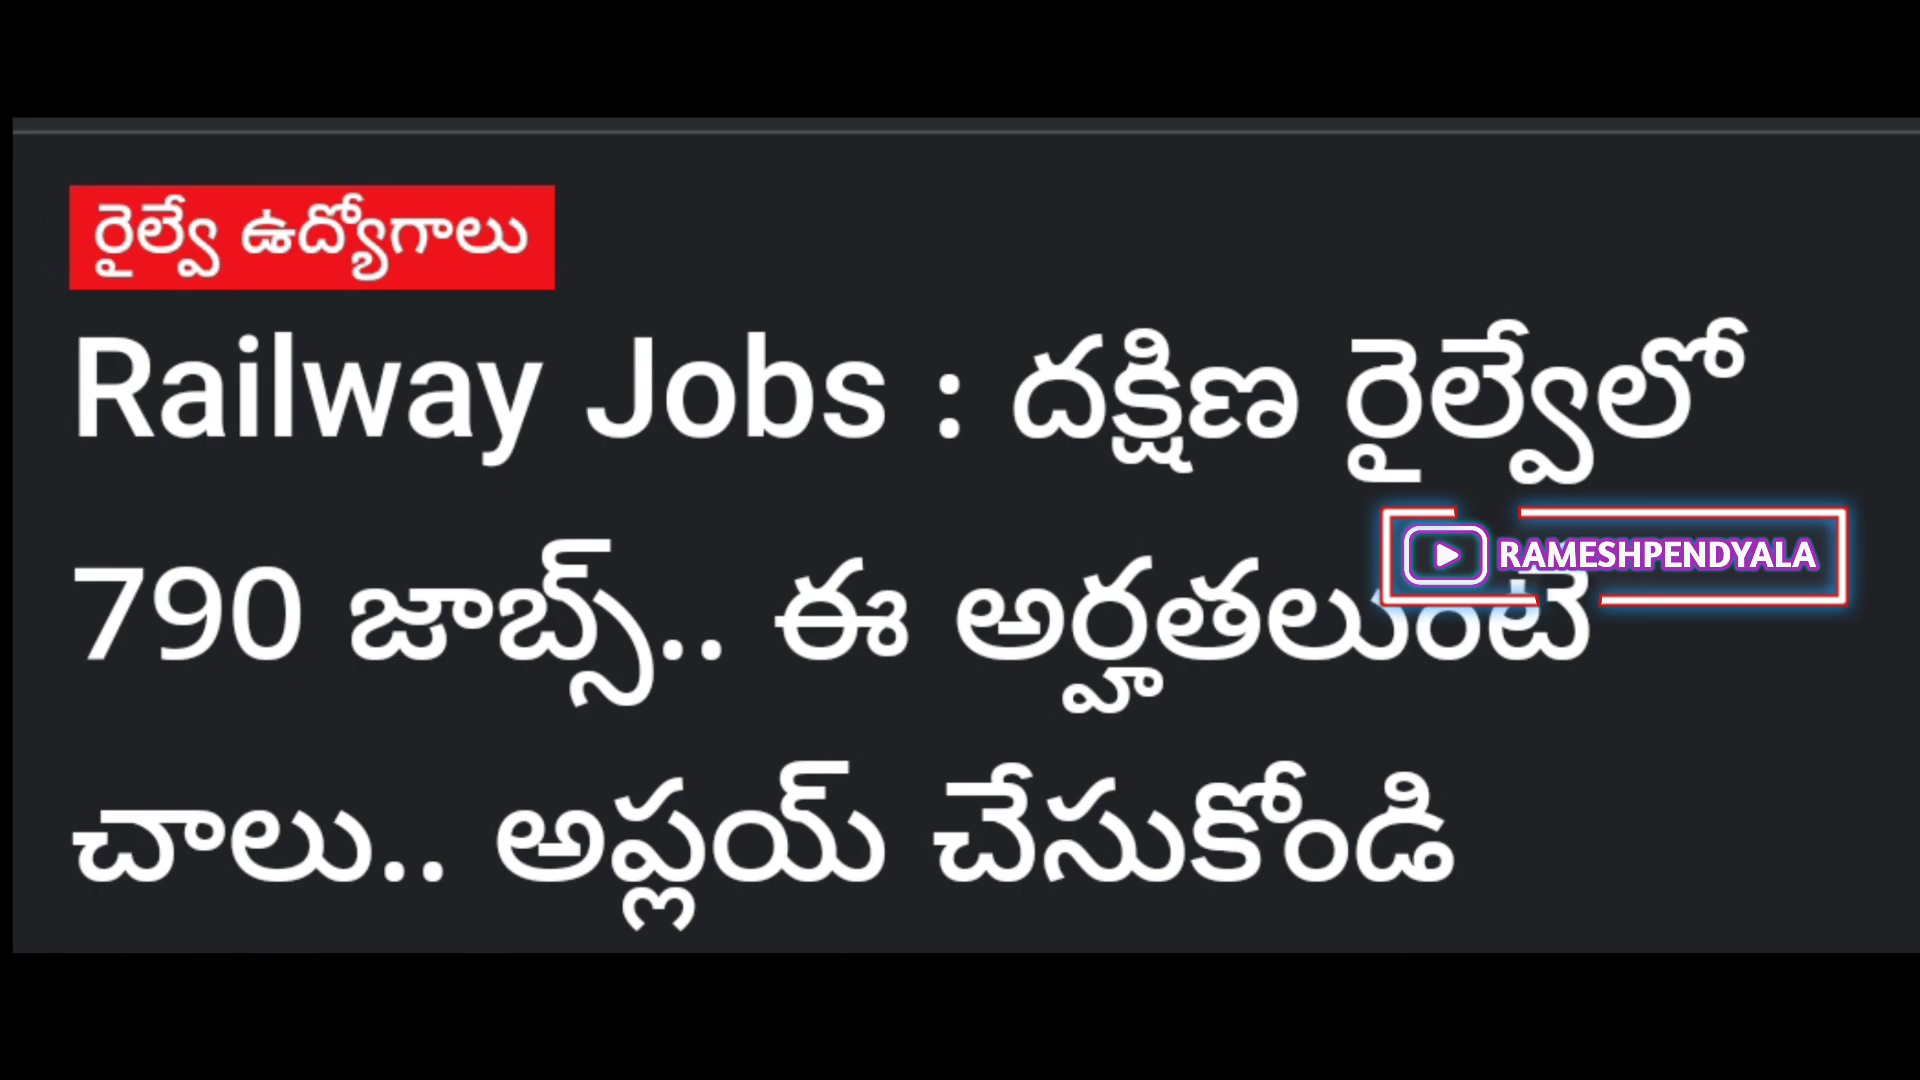 రైల్వే ఉద్యోగాలు
Railway Jobs : దక్షిణ రైల్వేలో
RAMESHPENDYALA
790 జాబ్స్.. ఈ అర్హతలుంటే
చాలు.. అప్లయ్ చేసుకోండి